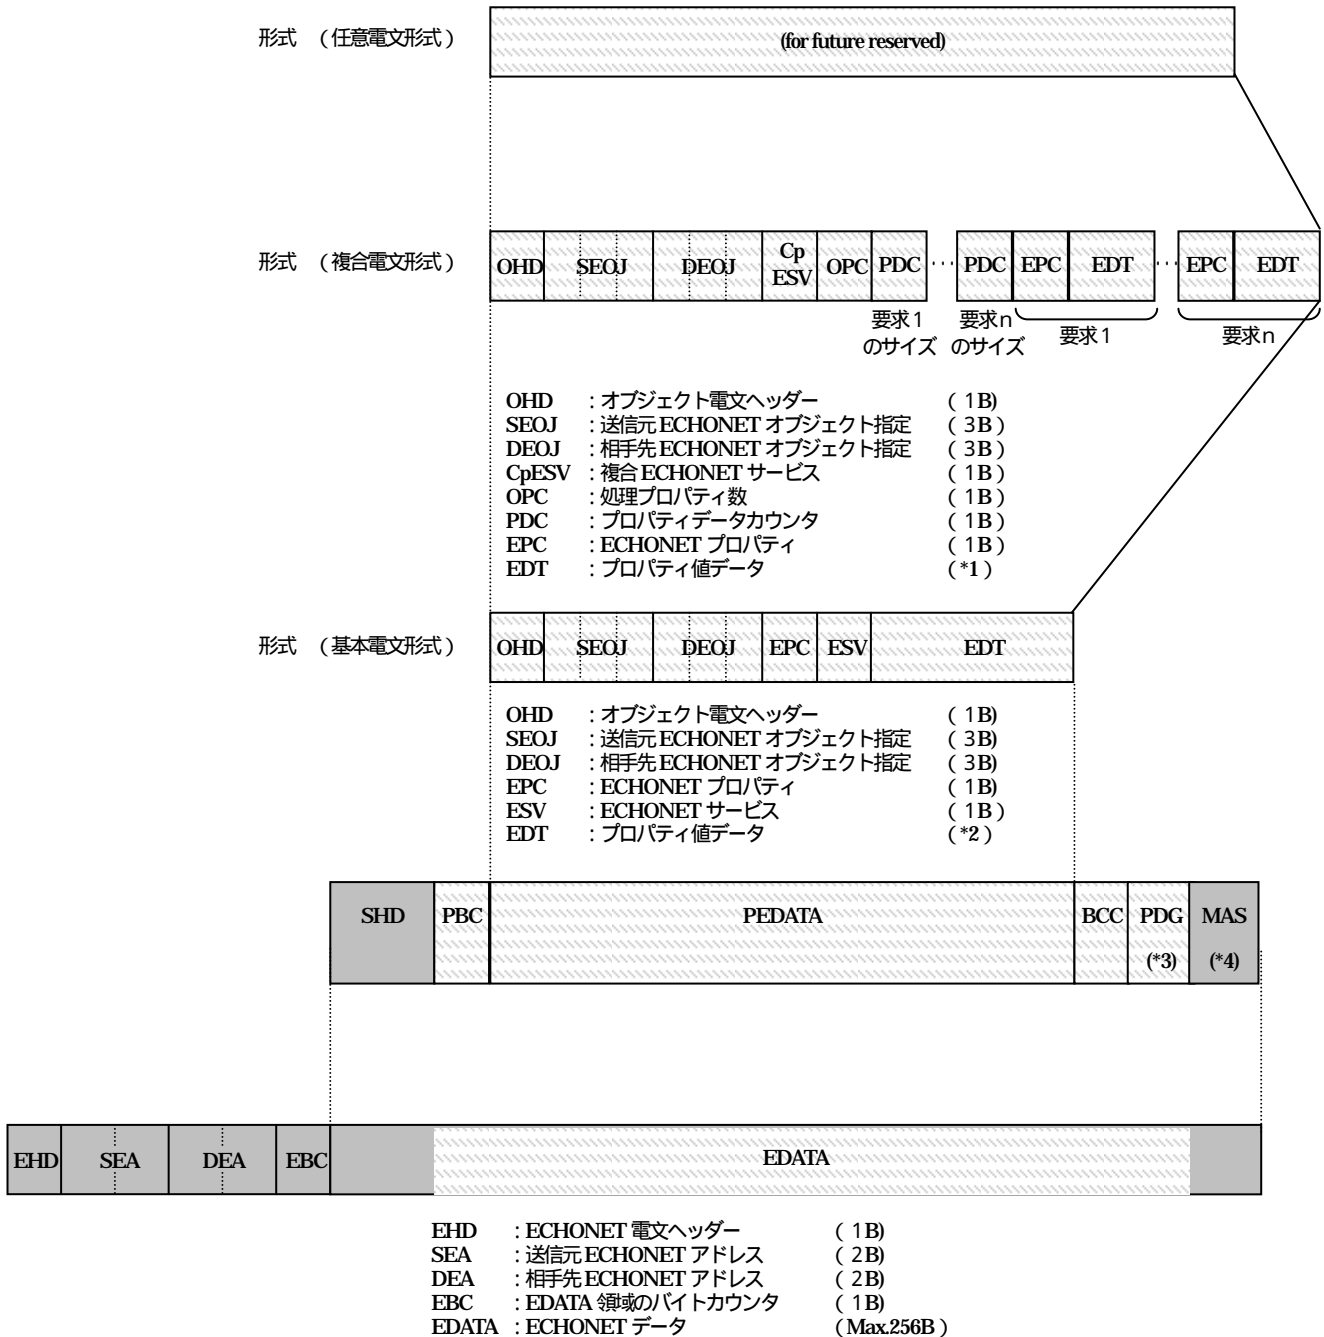 形式　（任意電文形式）
(for future reserved)
形式　（複合電文形式）
OHD SEOJ DEOJ Cp ESV OPC PDC ･･･ PDC EPC EDT ･･･ EPC EDT
要求1のサイズ 要求nのサイズ 要求1 要求n
OHD ：オブジェクト電文ヘッダー （ 1B)
SEOJ ：送信元 ECHONET オブジェクト指定 （ 3B）
DEOJ ：相手先 ECHONET オブジェクト指定 （ 3B）
CpESV ：複合 ECHONET サービス （ 1B）
OPC ：処理プロパティ数 （ 1B）
PDC ：プロパティデータカウンタ （ 1B）
EPC ：ECHONET プロパティ （ 1B）
EDT ：プロパティ値データ （*1）
形式　（基本電文形式）
OHD SEOJ DEOJ EPC ESV EDT
OHD ：オブジェクト電文ヘッダー （ 1B)
SEOJ ：送信元 ECHONET オブジェクト指定 （ 3B)
DEOJ ：相手先 ECHONET オブジェクト指定 （ 3B)
EPC ：ECHONET プロパティ （ 1B)
ESV ：ECHONET サービス （ 1B）
EDT ：プロパティ値データ （*2）
SHD PBC PEDATA BCC PDG MAS
(*3) (*4)
EHD SEA DEA EBC EDATA
EHD ：ECHONET 電文ヘッダー （ 1B)
SEA ：送信元 ECHONET アドレス （ 2B)
DEA ：相手先 ECHONET アドレス （ 2B)
EBC ：EDATA 領域のバイトカウンタ （ 1B)
EDATA ：ECHONET データ （Max.256B）